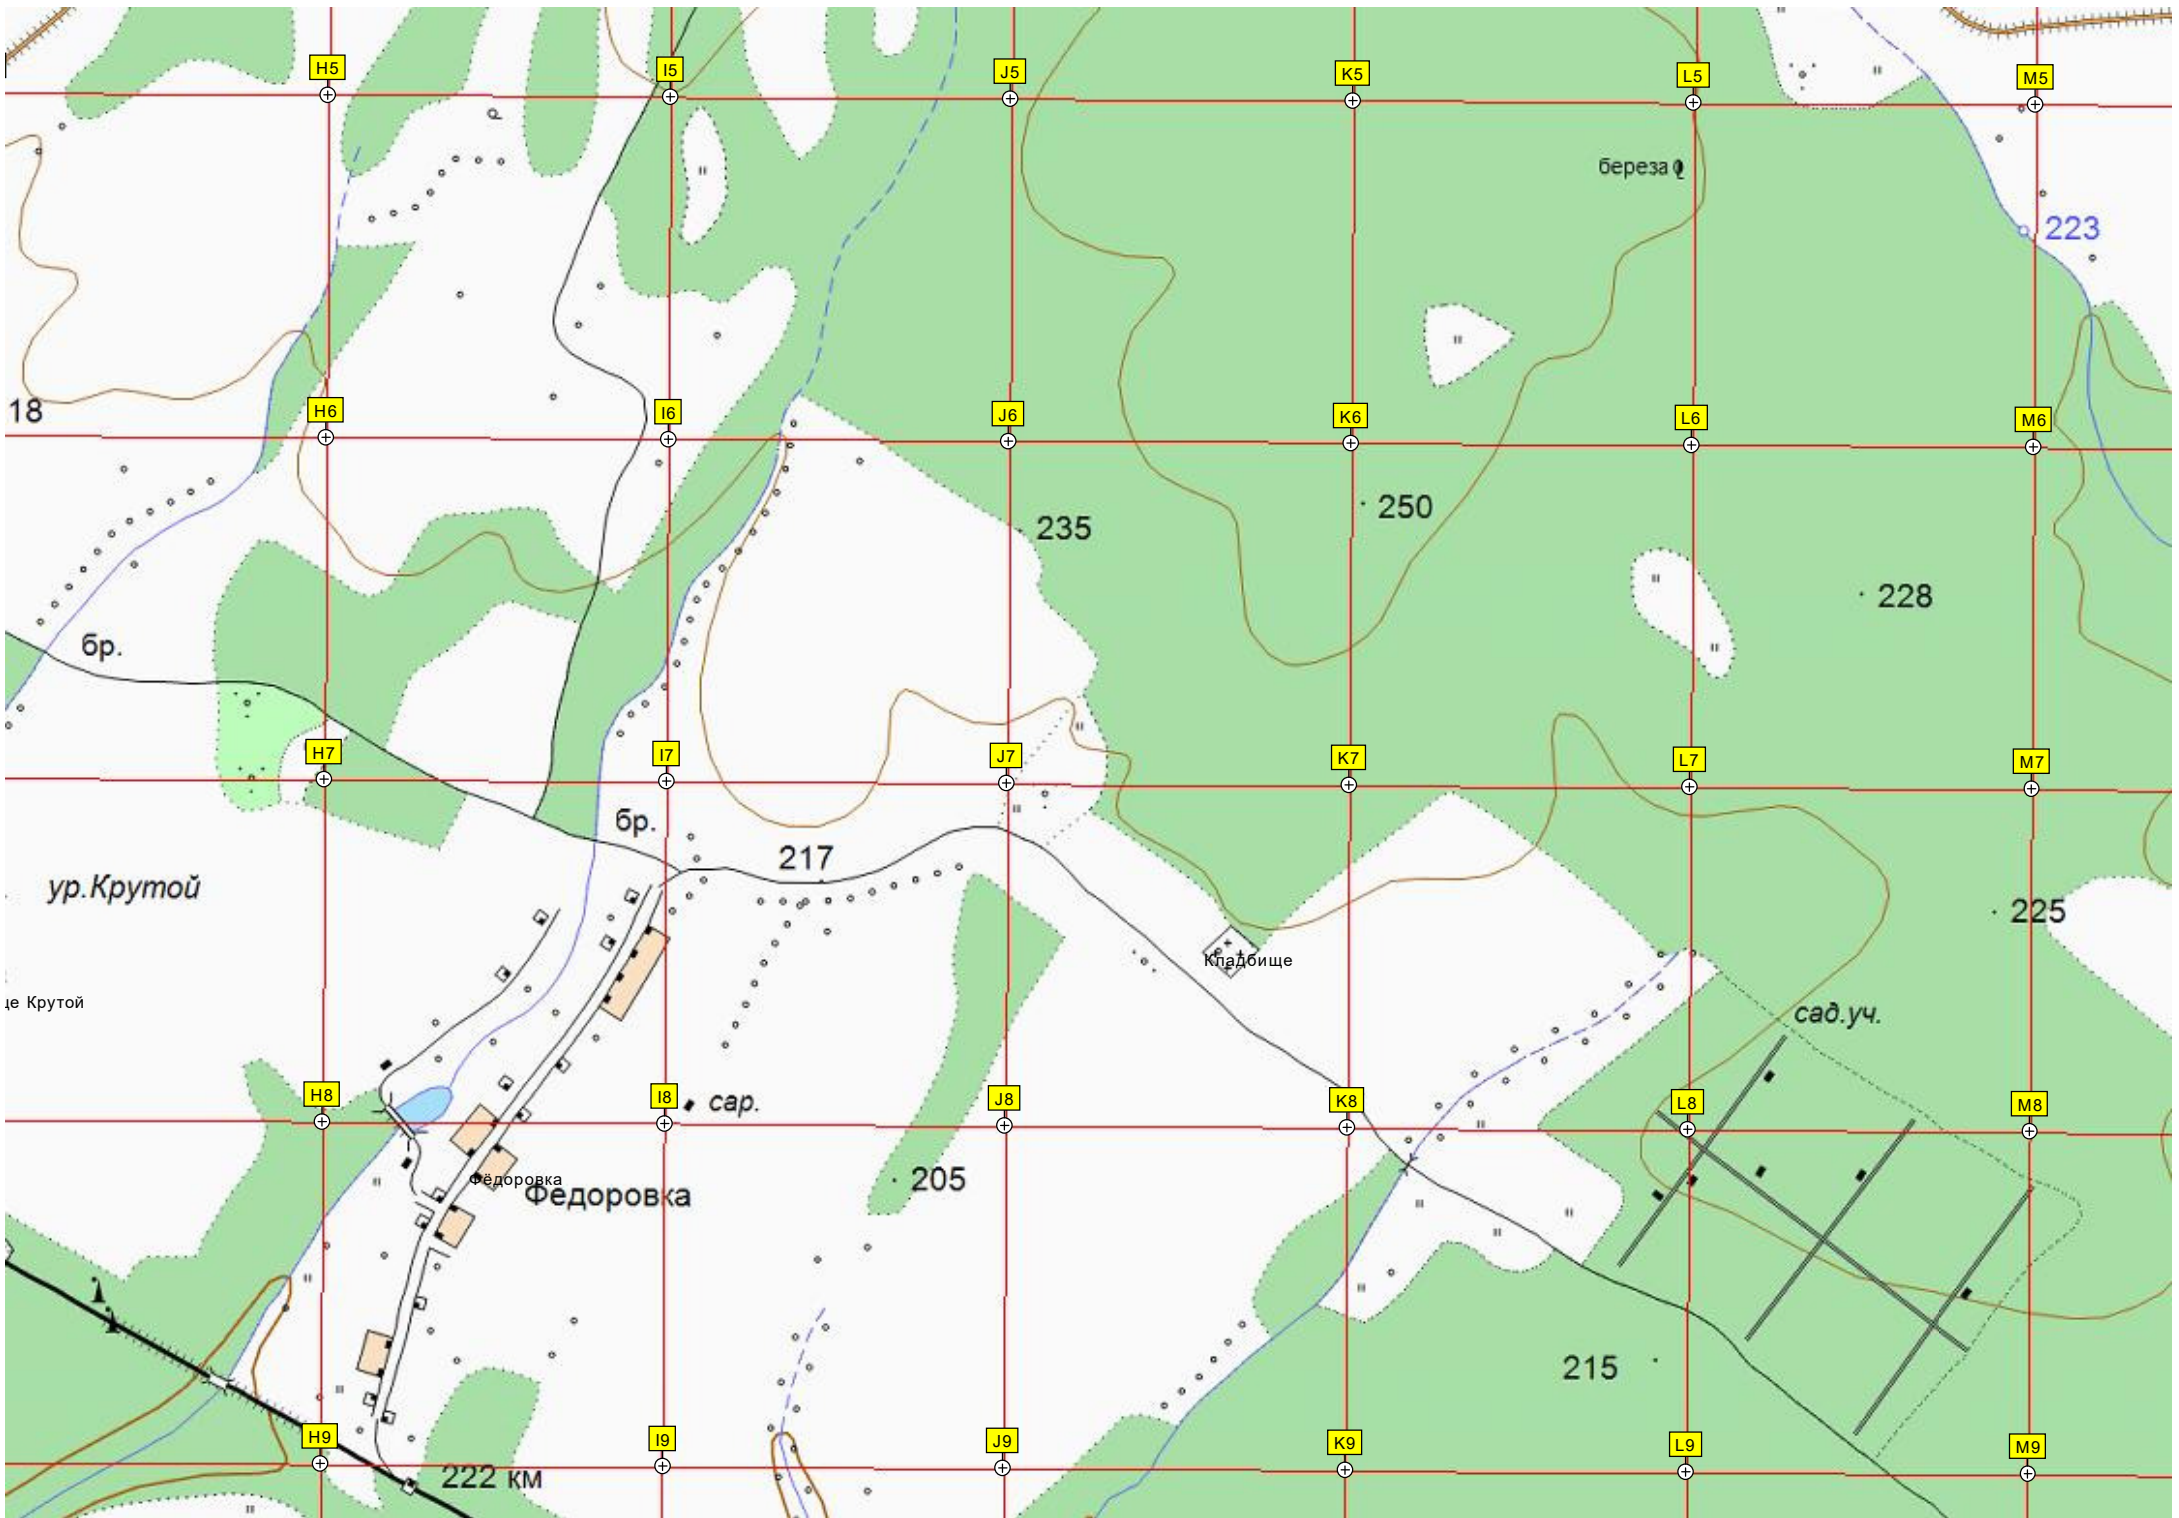 H5
I5
J5
K5
L5
M5
береза
223
18
H6
I6
J6
K6
L6
M6
250
235
228
бр.
H7
I7
J7
K7
L7
M7
бр.
217
ур.Крутой
225
Кладбище
це Крутой
сад.уч.
H8
I8
сар.
J8
K8
L8
M8
Фёдоровка
Федоровка
205
215
H9
I9
J9
K9
L9
M9
222 км